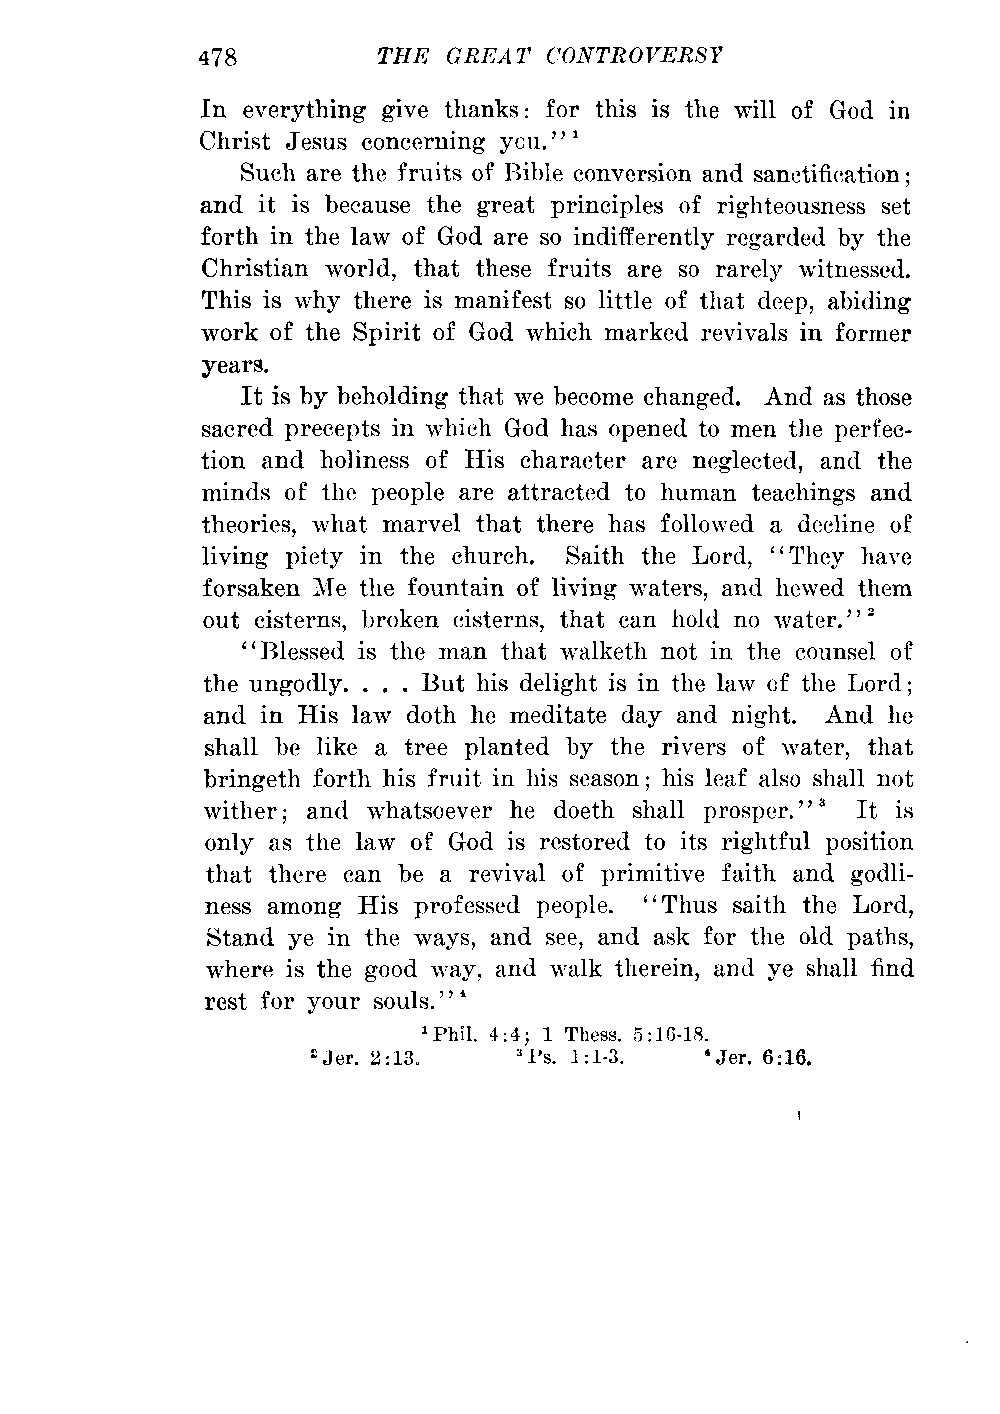 478 THE GREAT CONTROVERSY
In everything give thanks: for this is the will of God in
Christ Jesus concerning you.''¹
Such are the fruits of Bible conversion and sanctification;
and it is because the great principles of righteousness set
forth in the law of God are so indifferently regarded by the
Christian world, that these fruits are so rarely witnessed.
This is why there is manifest so little of that deep, abiding
work of the Spirit of God which marked revivals in former
years.
It is by beholding that we become changed. And as those
sacred precepts in which God has opened to men the perfec-
tion and holiness of His character are neglected, and the
minds of the people are attracted to human teachings and
theories, what marvel that there has followed a decline of
living piety in the church. Saith the Lord, ''They have
forsaken Me the fountain of living waters, and hewed them
out cisterns, broken cisterns, that can hold no water.''²
''Blessed is the man that walketh not in the counsel of
the ungodly. . . . But his delight is in the law of the Lord;
and in His law doth he meditate day and night. And he
shall be like a tree planted by the rivers of water, that
bringeth forth his fruit in his season; his leaf also shall not
wither; and whatsoever he doeth shall prosper.''³ It is
only as the law of God is restored to its rightful position
that there can be a revival of primitive faith and godli-
ness among His professed people. ''Thus saith the Lord,
Stand ye in the ways, and see, and ask for the old paths,
where is the good way, and walk therein, and ye shall find
rest for your souls.''⁴
¹Phil. 4:4; 1 Thess. 5:16-18.
²Jer. 2:13. ³Ps. 1:1-3. ⁴Jer. 6:16.